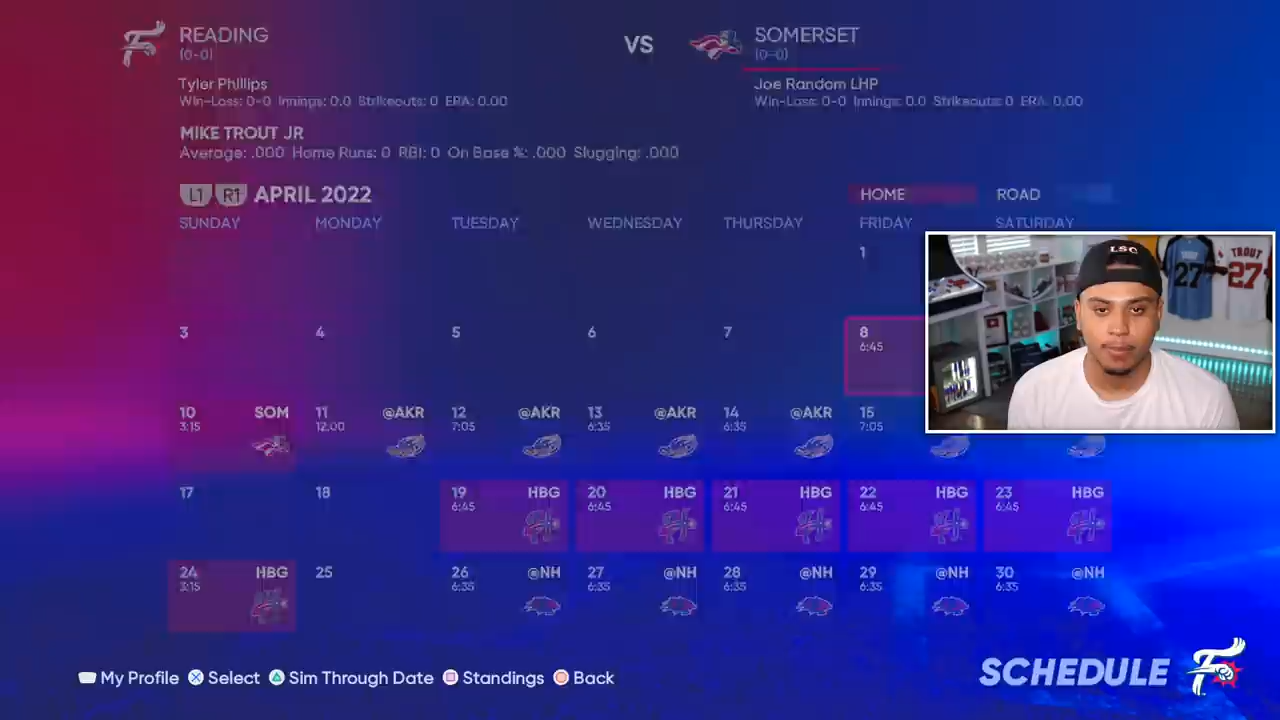 READING
(0-0)
VS
SOMERSET
(0-0)
Tyler Phillips
Win-Loss: 0-0 Innings: 0.0 Strikeouts: 0 ERA: 0.00
Joe Random LHP
Win-Loss: 0-0 Innings: 0.0 Strikeouts: 0 ERA: 0.00
MIKE TROUT JR
Average: .000 Home Runs: 0 RBI: 0 On Base %: .000 Slugging: .000
L1 R1 APRIL 2022
HOME
ROAD
SUNDAY MONDAY TUESDAY WEDNESDAY THURSDAY FRIDAY SATURDAY
1
3 4 5 6 7 8
6:45
10 SOM 11 @AKR 12 @AKR 13 @AKR 14 @AKR 15
3:15 12:00 7:05 6:35 6:35 7:05
17 18 19 HBG 20 HBG 21 HBG 22 HBG 23 HBG
6:45 6:45 6:45 6:45 6:45
24 HBG 25 26 @NH 27 @NH 28 @NH 29 @NH 30 @NH
3:15 6:35 6:35 6:35 6:35 6:35
LSC
27
TROUT
27
My Profile Select Sim Through Date Standings Back
SCHEDULE